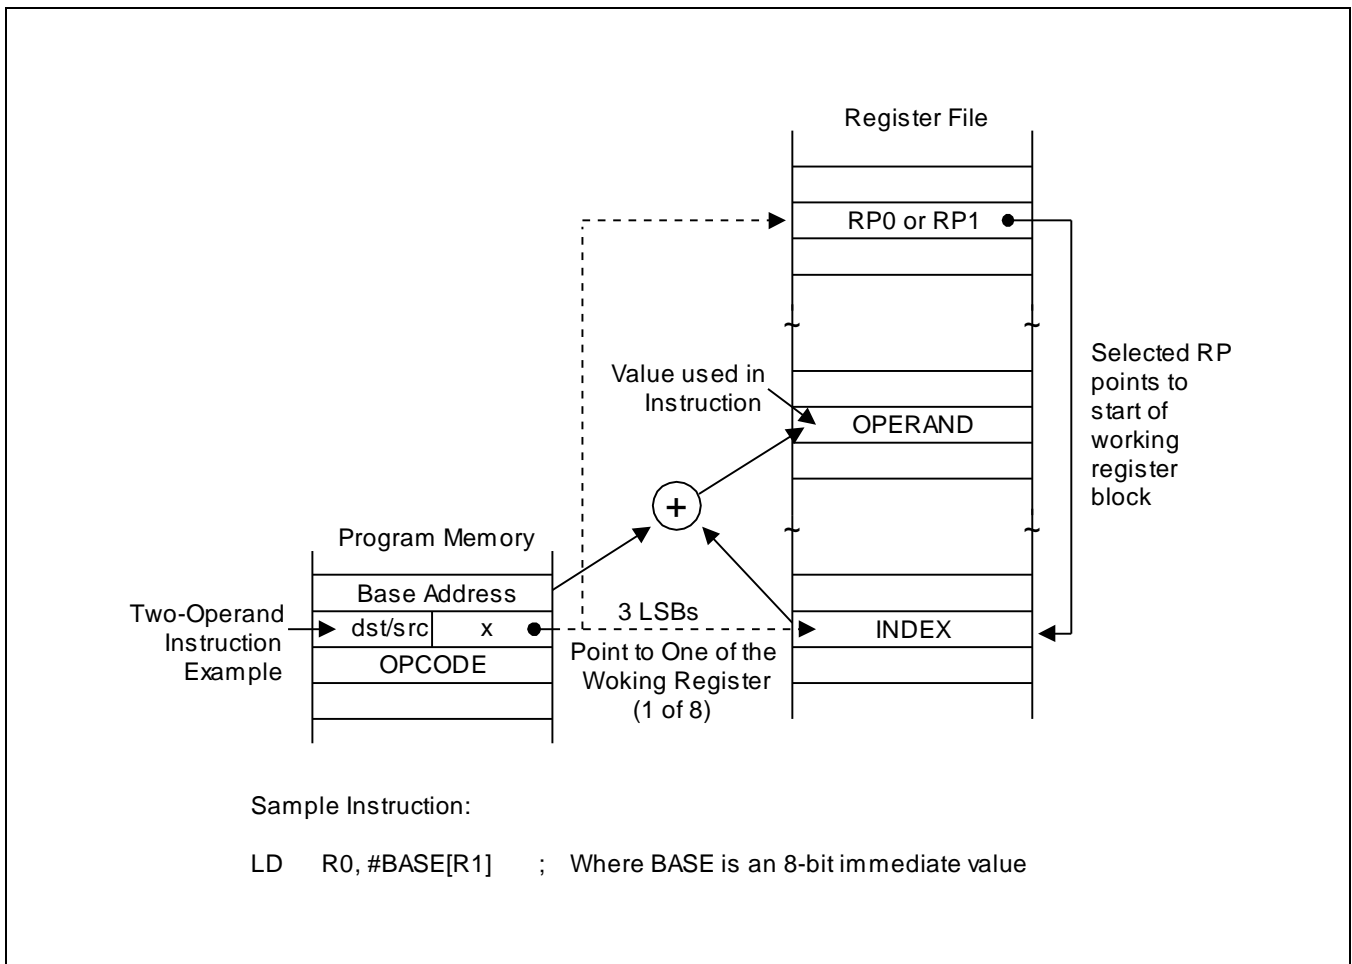 Register File
RP0 or RP1
Selected RP
points to
start of
working
register
block
Value used in
Instruction
OPERAND
+
Program Memory
Base Address
Two-Operand
Instruction
Example
dst/src x
OPCODE
3 LSBs
Point to One of the
Woking Register
(1 of 8)
INDEX
~ ~
~ ~
Sample Instruction:
LD R0, #BASE[R1] ; Where BASE is an 8-bit immediate value